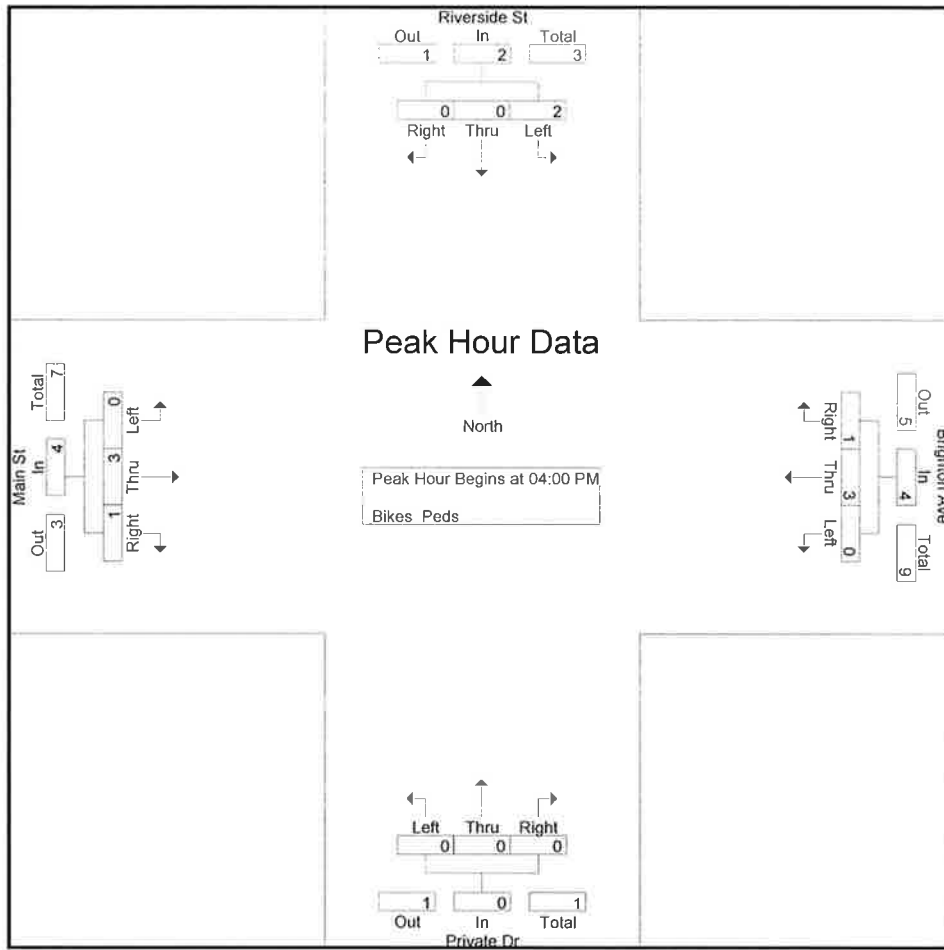 Riverside St
Out In Total
1 2 3
0 0 2
Right Thru Left
Peak Hour Data
North
Peak Hour Begins at 04:00 PM
Bikes Peds
Main St
Total In Out
7 4 3
0 3 1
Left Thru Right
Right Thru Left
1 3 0
5 4 9
Out In Total
Brighton Ave
Left Thru Right
0 0 0
1 0 1
Out In Total
Private Dr